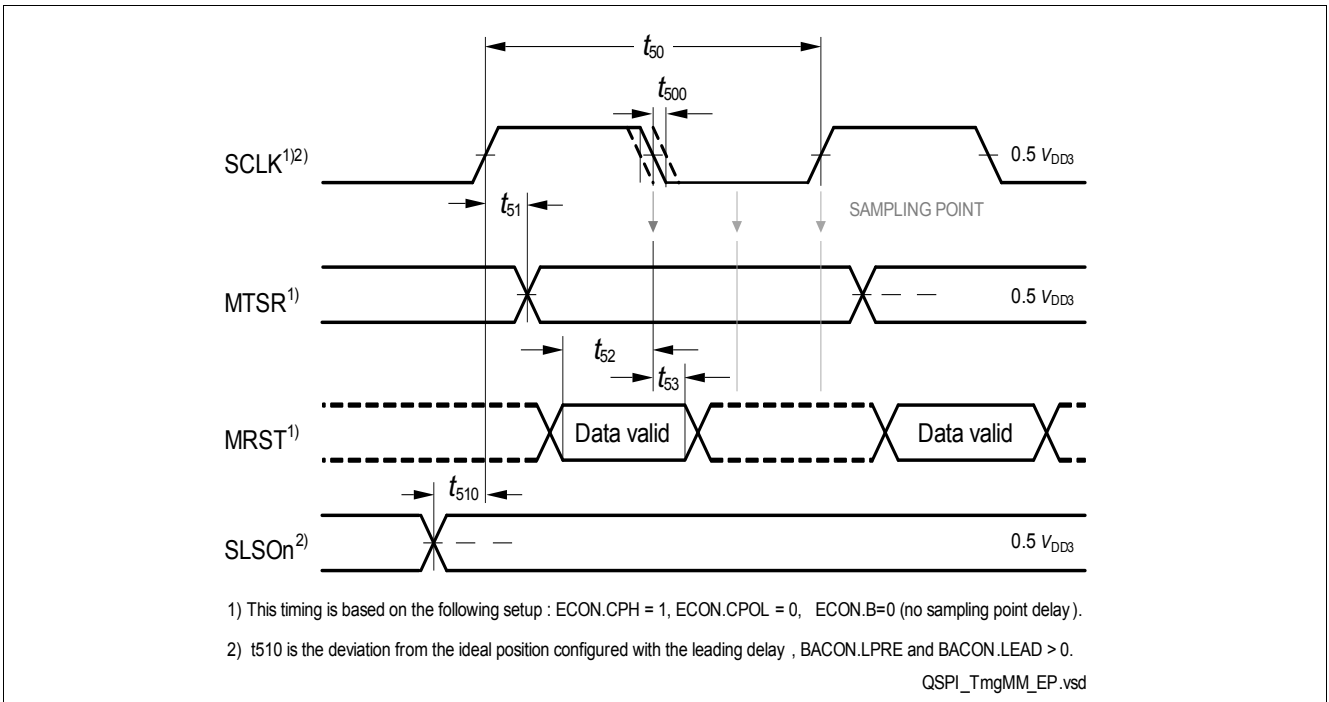 t50
t500
SCLK1)2)
0.5 VDD3
t51
SAMPLING POINT
MTSR1)
0.5 VDD3
t52
t53
MRST1)
Data valid
Data valid
t510
SLSOn2)
0.5 VDD3
1) This timing is based on the following setup : ECON.CPH = 1, ECON.CPOL = 0, ECON.B=0 (no sampling point delay).
2) t510 is the deviation from the ideal position configured with the leading delay , BACON.LPRE and BACON.LEAD > 0.
QSPI_TmgMM_EP.vsd